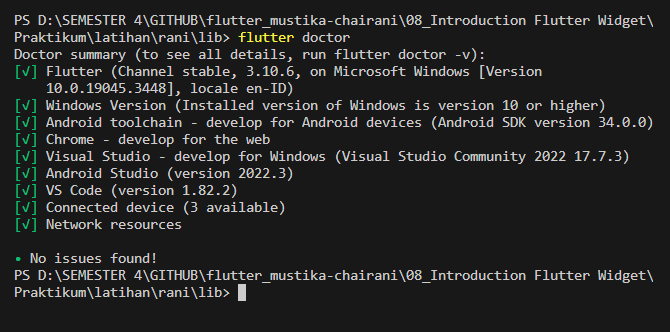 PS D:\SEMESTER 4\GITHUB\flutter_mustika-chairani\08_Introduction Flutter Widget\
Praktikum\latihan\rani\lib> flutter doctor
Doctor summary (to see all details, run flutter doctor -v):
[√] Flutter (Channel stable, 3.10.6, on Microsoft Windows [Version
10.0.19045.3448], locale en-ID)
[√] Windows Version (Installed version of Windows is version 10 or higher)
[√] Android toolchain - develop for Android devices (Android SDK version 34.0.0)
[√] Chrome - develop for the web
[√] Visual Studio - develop for Windows (Visual Studio Community 2022 17.7.3)
[√] Android Studio (version 2022.3)
[√] VS Code (version 1.82.2)
[√] Connected device (3 available)
[√] Network resources
• No issues found!
PS D:\SEMESTER 4\GITHUB\flutter_mustika-chairani\08_Introduction Flutter Widget\
Praktikum\latihan\rani\lib>